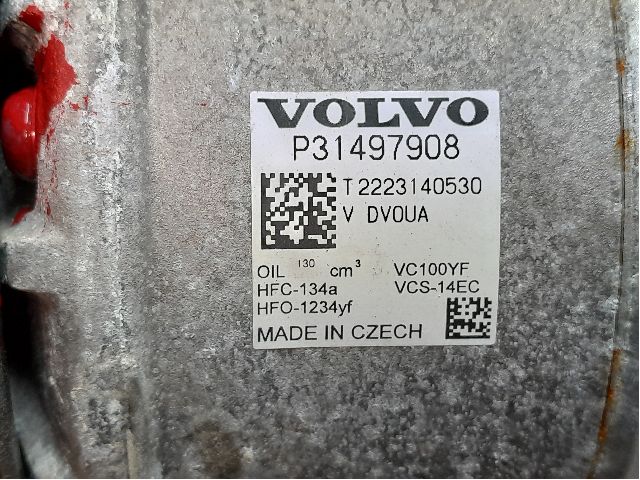 VOLVO
P31497908
T 2223140530
V DV0UA
OIL 130 cm³ VC100YF
HFC-134a VCS-14EC
HFO-1234yf
MADE IN CZECH